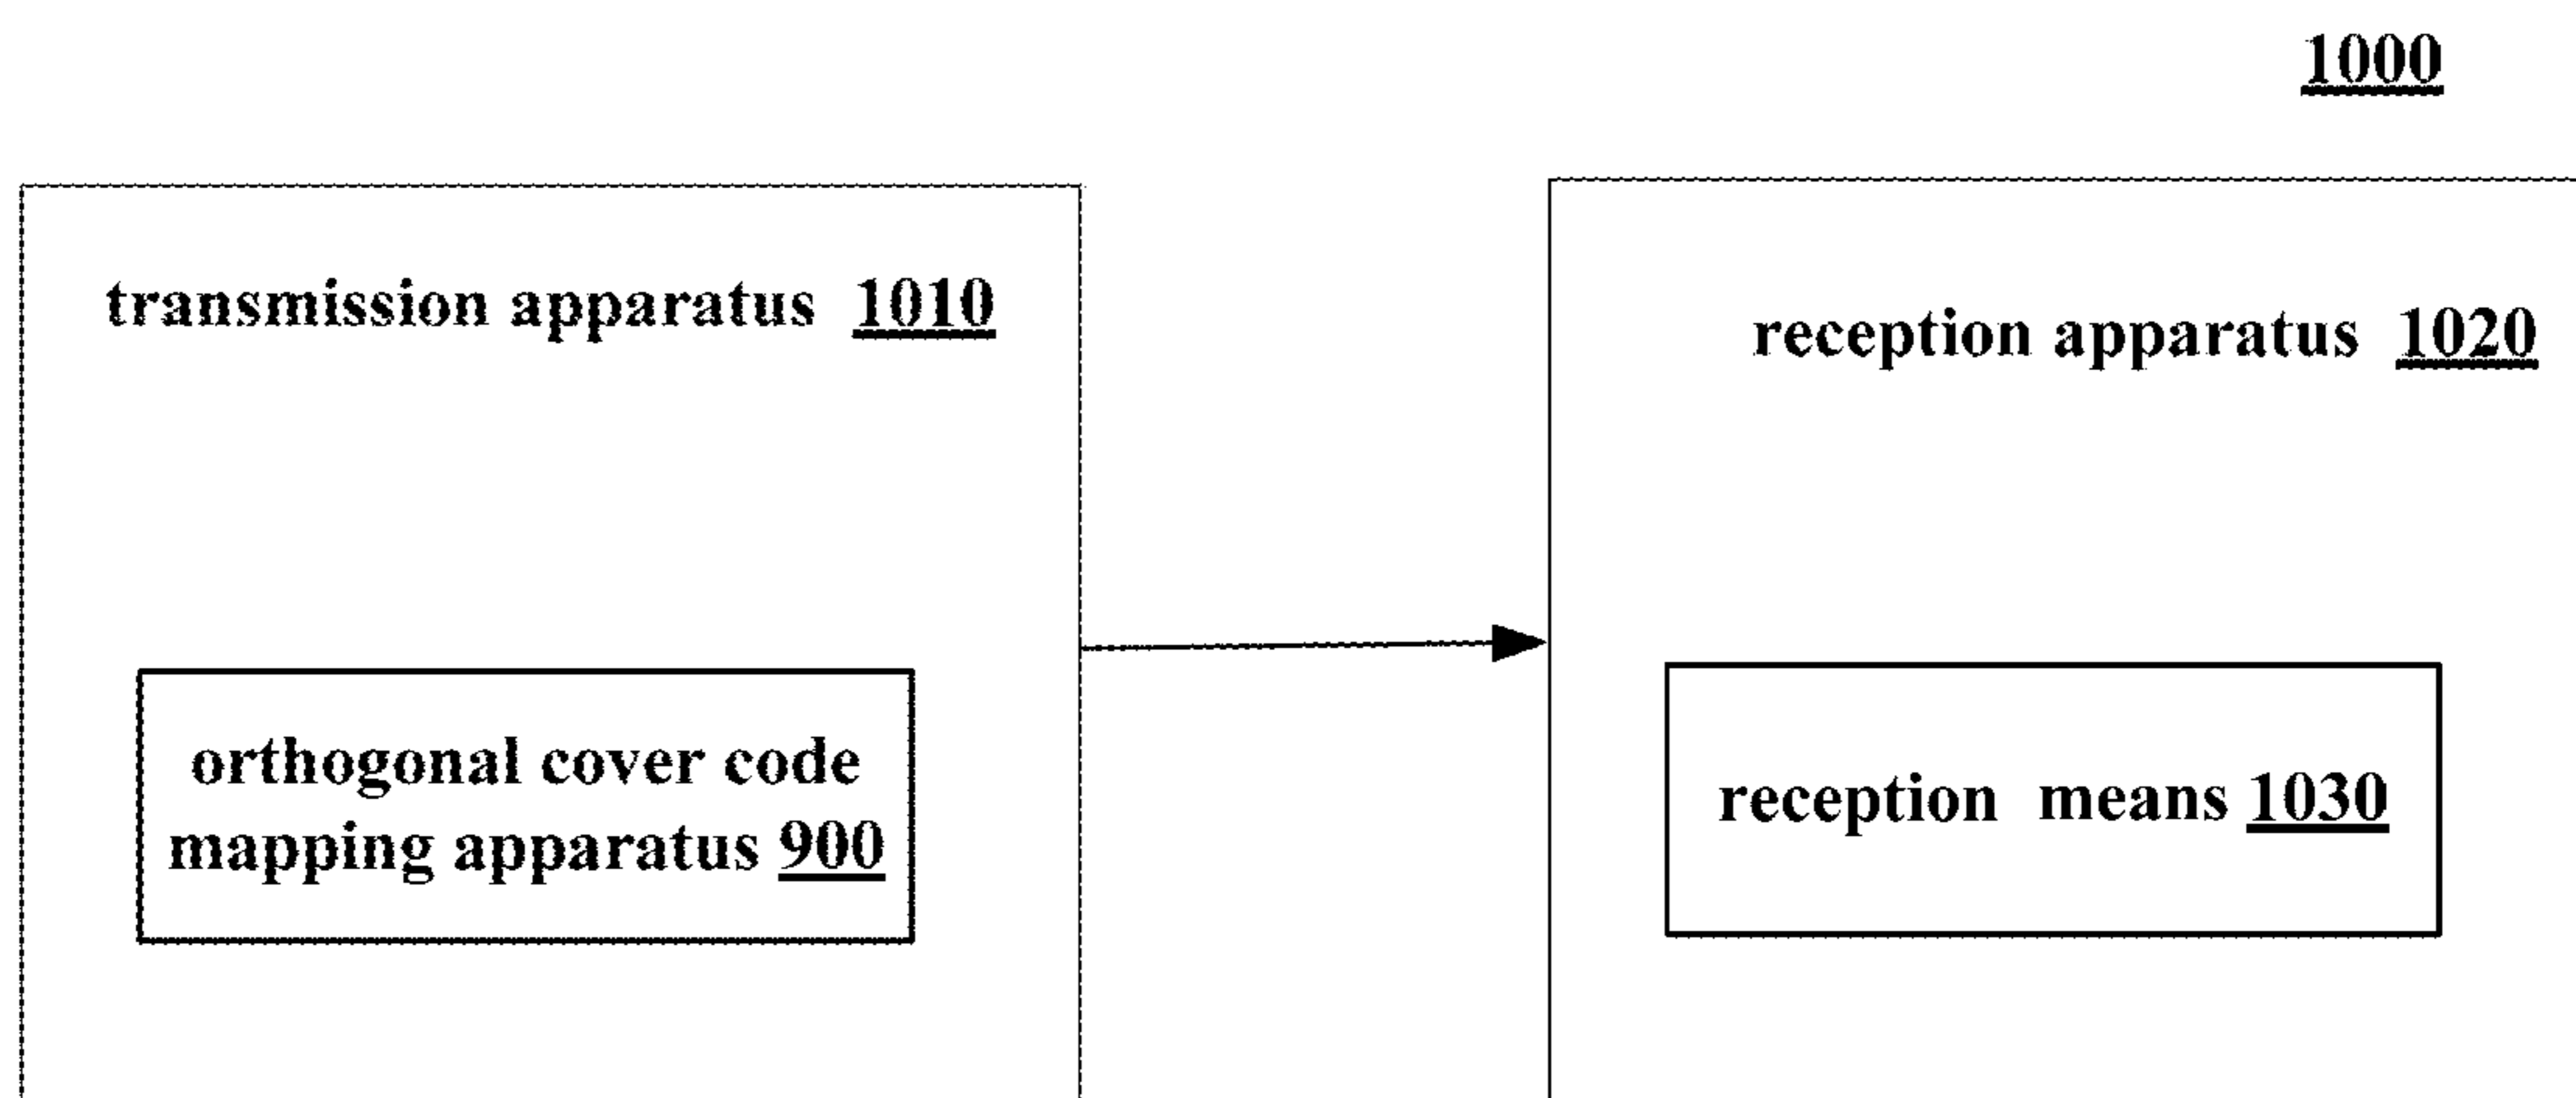 1000
transmission apparatus 1010
reception apparatus 1020
orthogonal cover code
mapping apparatus 900
reception means 1030